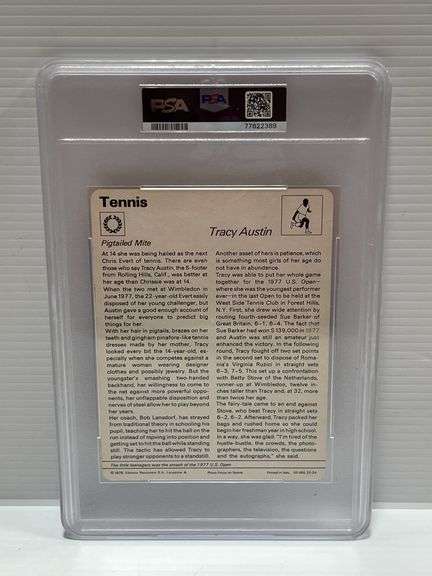 PSA
PSA
77622389
Tennis
Tracy Austin
Pigtailed Mite
At 14 she was being hailed as the next
Chris Evert of tennis. There are even
those who say Tracy Austin, the 5-footer
from Rolling Hills, Calif., was better at
her age than Chrissie was at 14.
When the two met at Wimbledon in
June 1977, the 22-year-old Evert easily
disposed of her young challenger, but
Austin gave a good enough account of
herself for everyone to predict big
things for her.
With her hair in pigtails, braces on her
teeth and gingham pinafore-like tennis
dresses made by her mother, Tracy
looked every bit the 14-year-old, es-
pecially when she competes against
mature women wearing designer
clothes and possibly jewelry. But the
youngster's amazing two-handed
backhand, her willingness to come to
the net against more powerful oppo-
nents, her unflappable disposition and
nerves of steel allow her to play beyond
her years.
Her coach, Bob Lansdorf, has strayed
from traditional theory in schooling his
pupil, teaching her to hit the ball on the
run instead of moving into position and
getting set to hit the ball while standing
still. The tactic has allowed Tracy to
play stronger opponents to a standstill.
Another asset of hers is patience, which
is something most girls of her age do
not have in abundance.
Tracy was able to put her whole game
together for the 1977 U.S. Open—
where she was the youngest performer
ever—in the last Open to be held at the
West Side Tennis Club in Forest Hills,
N.Y. First, she drew wide attention by
routing fourth-seeded Sue Barker of
Great Britain, 6-1, 6-4. The fact that
Sue Barker had won $139,000 in 1977
and Austin was still an amateur just
enhanced the victory. In the following
round, Tracy fought off two set points
in the second set to dispose of Roma-
nia's Virginia Ruzici in straight sets
6-3, 7-5. This set up a confrontation
with Betty Stove of the Netherlands,
runner-up at Wimbledon, twelve in-
ches taller than Tracy and, at 32, more
than twice her age.
The fairy-tale came to an end against
Stove, who beat Tracy in straight sets
6-2, 6-2. Afterward, Tracy packed her
bags and rushed home so she could
begin her freshman year in high school.
In a way, she was glad. "I'm tired of the
hustle-bustle, the crowds, the photo-
graphers, the television, the questions
and the autographs," she said.
The little teenagers was the smash of the 1977 U.S. Open
Printed in Italy